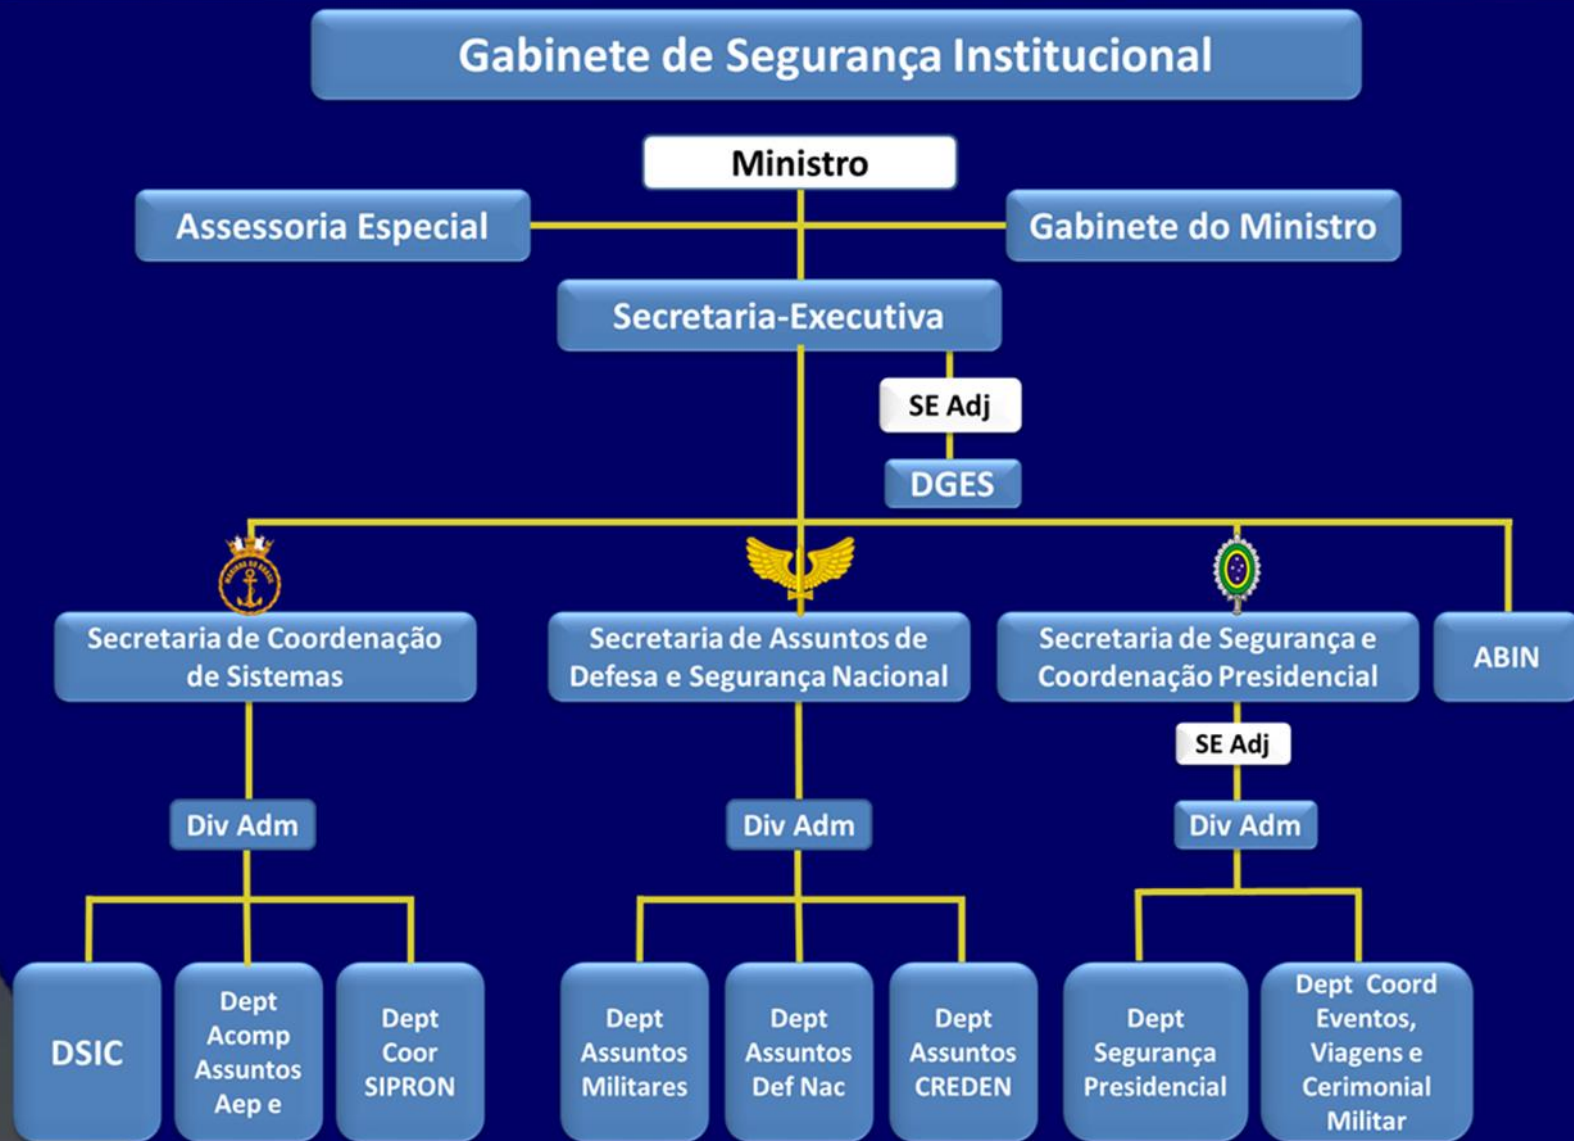 Gabinete de Segurança Institucional
Ministro
Assessoria Especial
Gabinete do Ministro
Secretaria-Executiva
SE Adj
DGES
MARINHA DO BRASIL
Secretaria de Coordenação
de Sistemas
Secretaria de Assuntos de
Defesa e Segurança Nacional
Secretaria de Segurança e
Coordenação Presidencial
ABIN
SE Adj
Div Adm
Div Adm
Div Adm
DSIC
Dept
Acomp
Assuntos
Aep e
Dept
Coor
SIPRON
Dept
Assuntos
Militares
Dept
Assuntos
Def Nac
Dept
Assuntos
CREDEN
Dept
Segurança
Presidencial
Dept Coord
Eventos,
Viagens e
Cerimonial
Militar